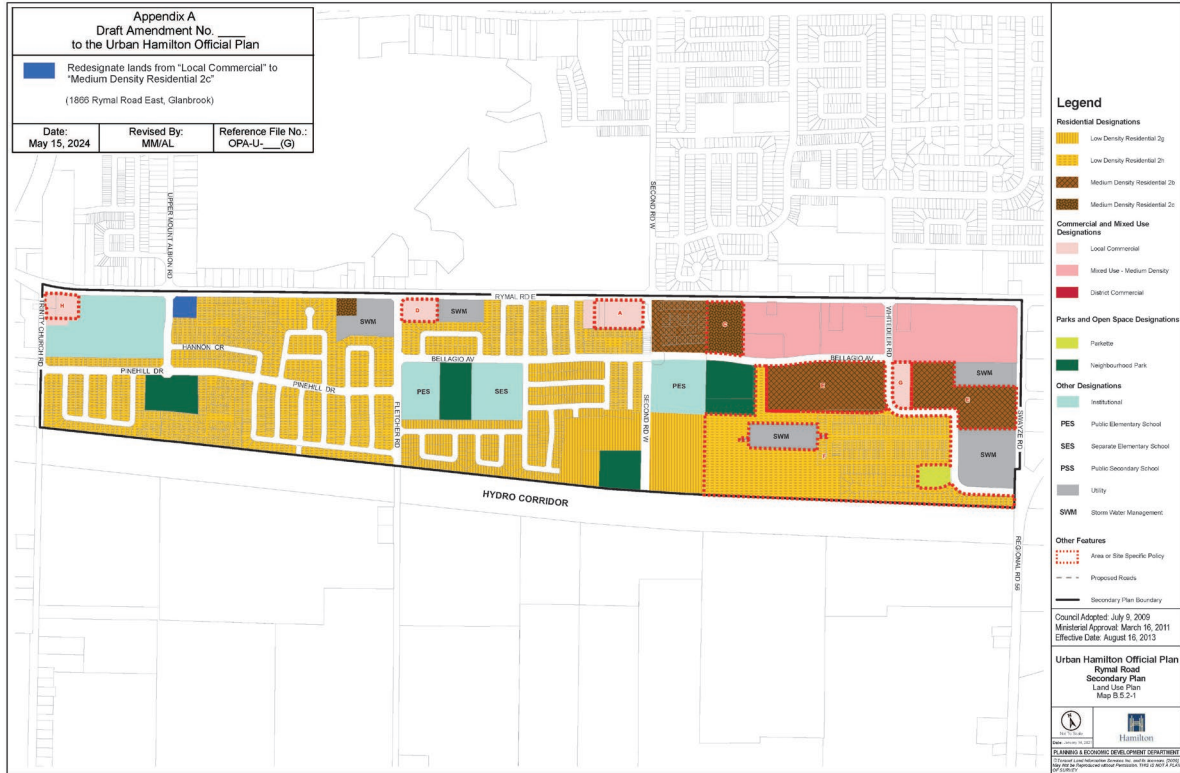 Appendix A
Draft Amendment No. ____
to the Urban Hamilton Official Plan
Redesignate lands from "Local Commercial" to
"Medium Density Residential 2c"
(1866 Rymal Road East, Glanbrook)
Date:
May 15, 2024
Revised By:
MM/AL
Reference File No.:
OPA-U-___(G)
UPPER MOUNT ALBION RD
SECOND RD W
RYMAL RD E
TRINITY CHURCH RD
H
SWM
D
SWM
A
C
WHITEDEER RD
HANNON CR
BELLAGIO AV
BELLAGIO AV
PINEHILL DR
PINEHILL DR
FLETCHER RD
PES
SES
SECOND RD W
PES
G
SWM
SWM
SWM
SWAYZE RD
HYDRO CORRIDOR
REGIONAL RD 56
Legend
Residential Designations
Low Density Residential 2g
Low Density Residential 2h
Medium Density Residential 2b
Medium Density Residential 2c
Commercial and Mixed Use
Designations
Local Commercial
Mixed Use - Medium Density
District Commercial
Parks and Open Space Designations
Parkette
Neighbourhood Park
Other Designations
Institutional
PES Public Elementary School
SES Separate Elementary School
PSS Public Secondary School
Utility
SWM Storm Water Management
Other Features
Area or Site Specific Policy
Proposed Roads
Secondary Plan Boundary
Council Adopted: July 9, 2009
Ministerial Approval: March 16, 2011
Effective Date: August 16, 2013
Urban Hamilton Official Plan
Rymal Road
Secondary Plan
Land Use Plan
Map B.5.2-1
N
Not To Scale
Hamilton
PLANNING & ECONOMIC DEVELOPMENT DEPARTMENT